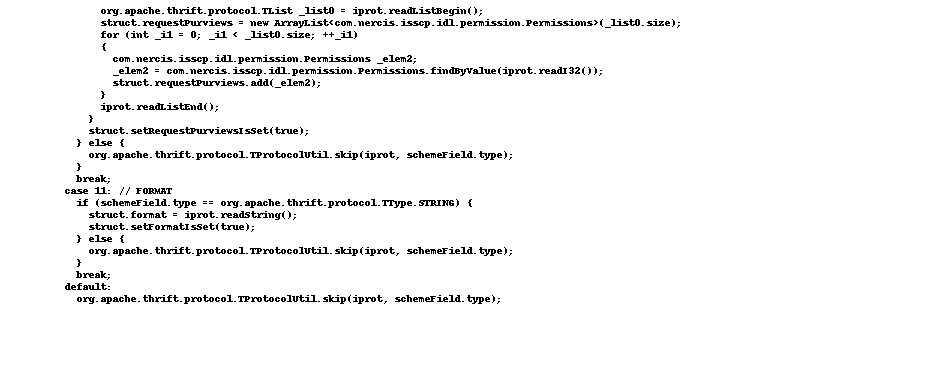 org.apache.thrift.protocol.TList _list0 = iprot.readListBegin();
struct.requestPurviews = new ArrayList<com.nercis.isscp.idl.permission.Permissions>(_list0.size);
for (int _i1 = 0; _i1 < _list0.size; ++_i1)
{
com.nercis.isscp.idl.permission.Permissions _elem2;
_elem2 = com.nercis.isscp.idl.permission.Permissions.findByValue(iprot.readI32());
struct.requestPurviews.add(_elem2);
}
iprot.readListEnd();
}
struct.setRequestPurviewsIsSet(true);
} else {
org.apache.thrift.protocol.TProtocolUtil.skip(iprot, schemeField.type);
}
break;
case 11: // FORMAT
if (schemeField.type == org.apache.thrift.protocol.TType.STRING) {
struct.format = iprot.readString();
struct.setFormatIsSet(true);
} else {
org.apache.thrift.protocol.TProtocolUtil.skip(iprot, schemeField.type);
}
break;
default:
org.apache.thrift.protocol.TProtocolUtil.skip(iprot, schemeField.type);